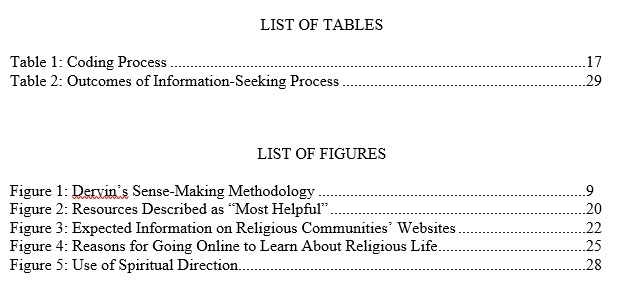 LIST OF TABLES
Table 1: Coding Process ........................................................................................................17
Table 2: Outcomes of Information-Seeking Process .............................................................29
LIST OF FIGURES
Figure 1: Dervin’s Sense-Making Methodology ....................................................................9
Figure 2: Resources Described as “Most Helpful”................................................................20
Figure 3: Expected Information on Religious Communities’ Websites ................................22
Figure 4: Reasons for Going Online to Learn About Religious Life.....................................25
Figure 5: Use of Spiritual Direction.......................................................................................28